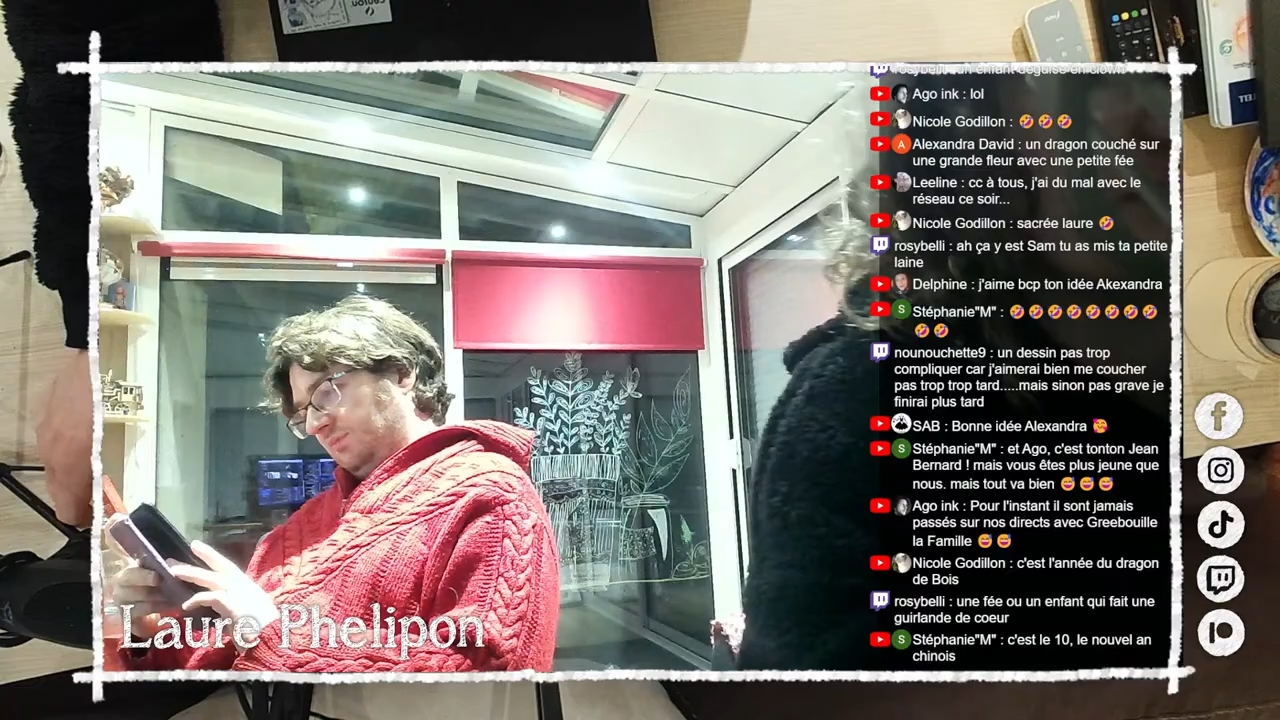 rosybelli : un enfant déguisé en clown
Ago ink : lol
Nicole Godillon : 🤣 🤣 🤣
Alexandra David : un dragon couché sur
une grande fleur avec une petite fée
Leeline : cc à tous, j'ai du mal avec le
réseau ce soir...
Nicole Godillon : sacrée laure 🤣
rosybelli : ah ça y est Sam tu as mis ta petite
laine
Delphine : j'aime bcp ton idée Akexandra
Stéphanie"M" : 🤣 🤣 🤣 🤣 🤣 🤣 🤣 🤣
🤣 🤣
nounouchette9 : un dessin pas trop
compliquer car j'aimerai bien me coucher
pas trop trop tard.....mais sinon pas grave je
finirai plus tard
SAB : Bonne idée Alexandra 🥰
Stéphanie"M" : et Ago, c'est tonton Jean
Bernard ! mais vous êtes plus jeune que
nous. mais tout va bien 😅 😅 😅
Ago ink : Pour l'instant il sont jamais
passés sur nos directs avec Greebouille
la Famille 😅 😅
Nicole Godillon : c'est l'année du dragon
de Bois
rosybelli : une fée ou un enfant qui fait une
guirlande de coeur
Stéphanie"M" : c'est le 10, le nouvel an
chinois
Laure Phelipon